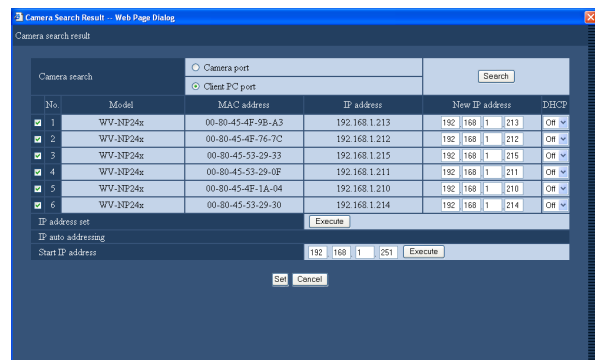 Camera Search Result -- Web Page Dialog
Camera search result
Camera search
Camera port
Client PC port
Search
No. Model MAC address IP address New IP address DHCP
1 WV-NP24x 00-80-45-4F-9B-A3 192.168.1.213 192 168 1 213 Off
2 WV-NP24x 00-80-45-4F-76-7C 192.168.1.212 192 168 1 212 Off
3 WV-NP24x 00-80-45-53-29-33 192.168.1.215 192 168 1 215 Off
4 WV-NP24x 00-80-45-53-29-0F 192.168.1.211 192 168 1 211 Off
5 WV-NP24x 00-80-45-4F-1A-04 192.168.1.210 192 168 1 210 Off
6 WV-NP24x 00-80-45-53-29-30 192.168.1.214 192 168 1 214 Off
IP address set Execute
IP auto addressing
Start IP address 192 168 1 251 Execute
Set Cancel